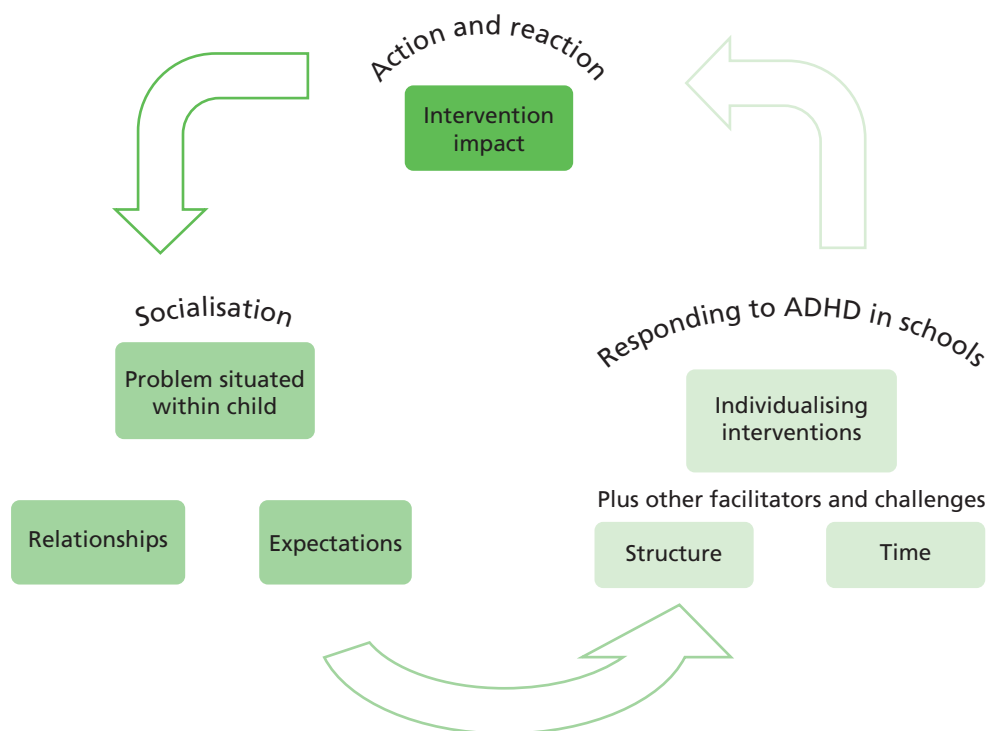 Action and reaction
Intervention
impact
Socialisation
Problem situated
within child
Relationships
Expectations
Responding to ADHD in schools
Individualising
interventions
Plus other facilitators and challenges
Structure
Time